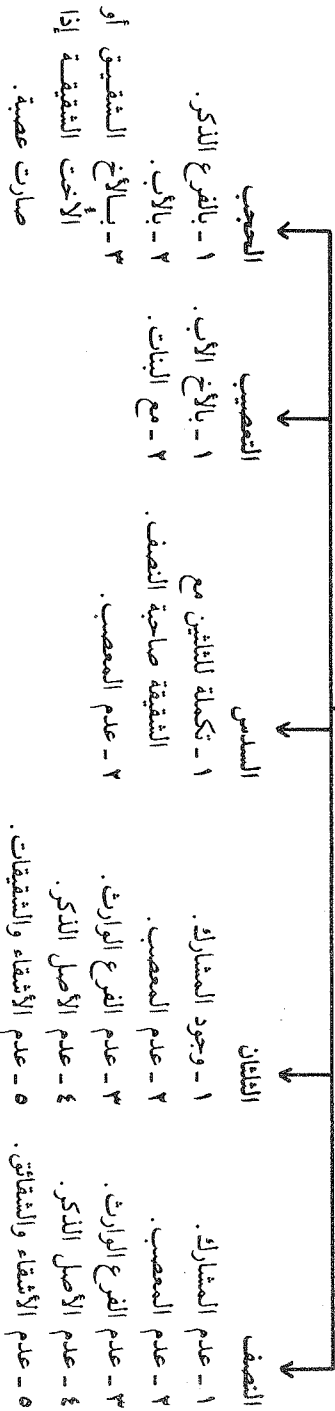 النصف
١ - عدم المشارك.
٢ - عدم المعصب.
٣ - عدم الفرع الوارث.
٤ - عدم الأصل الذكر.
٥ - عدم الأشقاء والشقائق.
الثلثان
١ - وجود المشارك.
٢ - عدم المعصب.
٣ - عدم الفرع الوارث.
٤ - عدم الأصل الذكر.
٥ - عدم الأشقاء والشقيقات.
السدس
١ - تكملة للثلثين مع
الشقيقة صاحبة النصف.
٢ - عدم المعصب.
التعصيب
١ - بالأخ الأب.
٢ - مع البنات.
الحجب
١ - بالفرع الذكر.
٢ - بالأب.
٣ - بالأخ الشقيق أو
الأخت الشقيقة إذا
صارت عصبة.